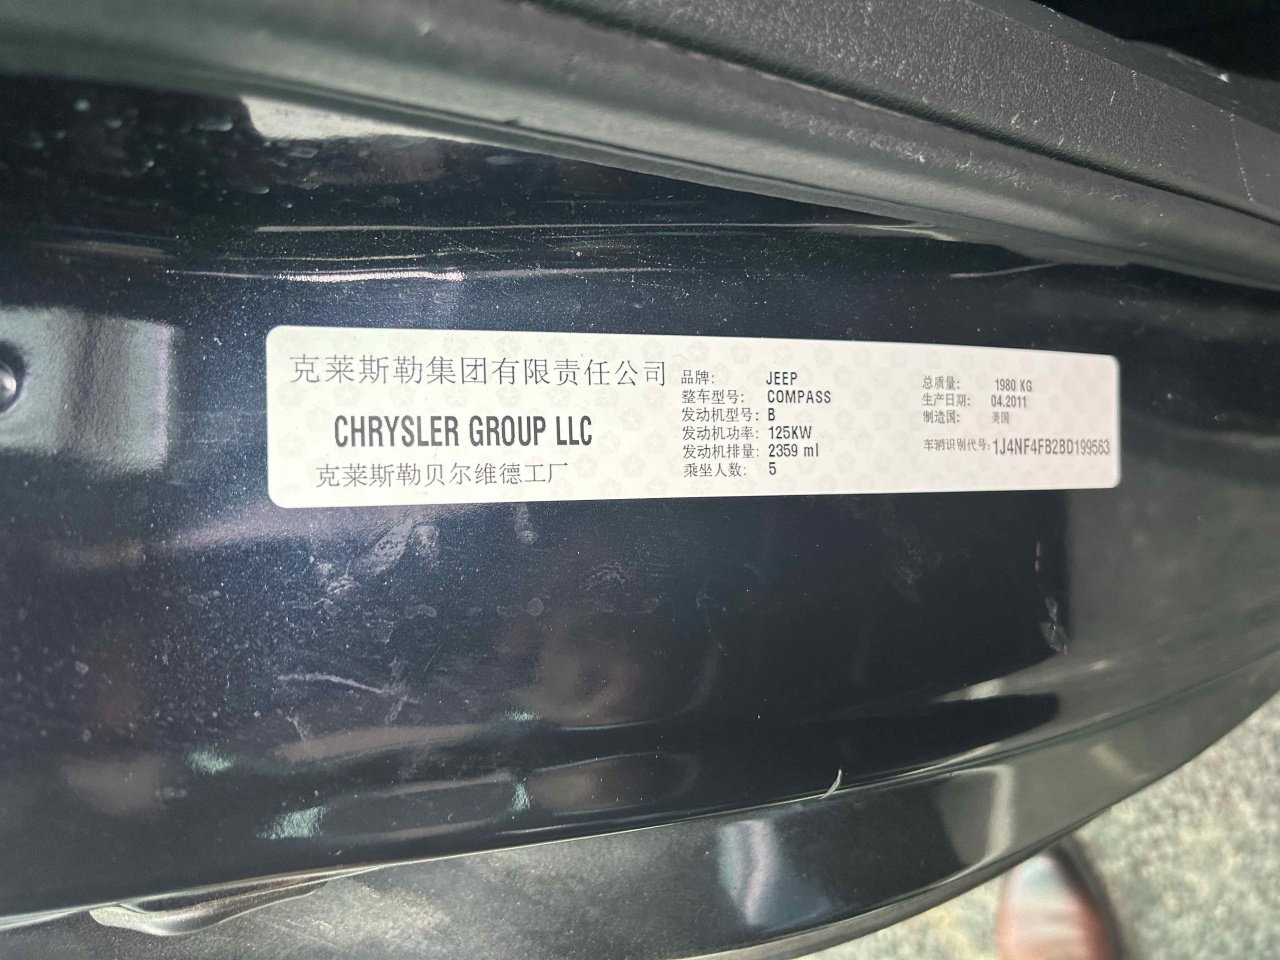 克莱斯勒集团有限责任公司
CHRYSLER GROUP LLC
克莱斯勒贝尔维德工厂
品牌: JEEP
整车型号: COMPASS
发动机型号: B
发动机功率: 125KW
发动机排量: 2359 ml
乘坐人数: 5
总质量: 1980 KG
生产日期: 04.2011
制造国: 美国
车辆识别代号: 1J4NF4FB2BD199563